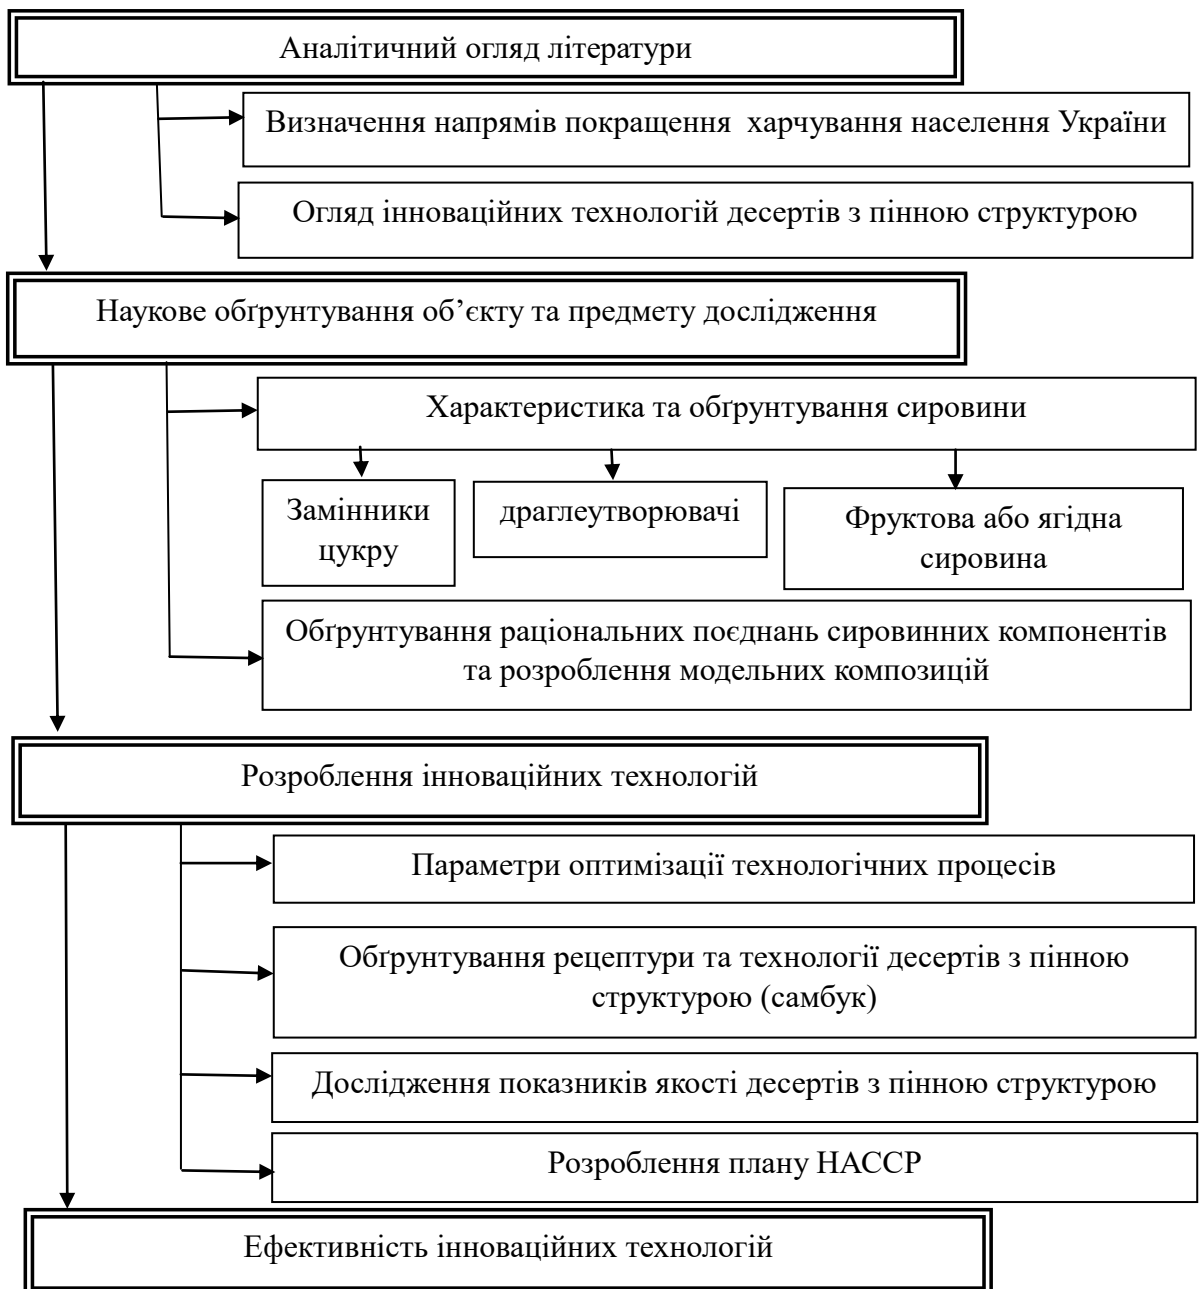 Аналітичний огляд літератури
Визначення напрямів покращення харчування населення України
Огляд інноваційних технологій десертів з пінною структурою
Наукове обґрунтування об’єкту та предмету дослідження
Характеристика та обґрунтування сировини
Замінники
цукру
драглеутворювачі
Фруктова або ягідна
сировина
Обґрунтування раціональних поєднань сировинних компонентів
та розроблення модельних композицій
Розроблення інноваційних технологій
Параметри оптимізації технологічних процесів
Обґрунтування рецептури та технології десертів з пінною
структурою (самбук)
Дослідження показників якості десертів з пінною структурою
Розроблення плану НАССР
Ефективність інноваційних технологій